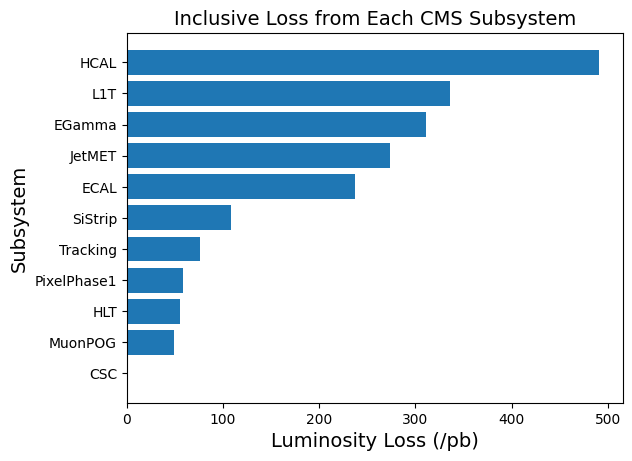 Inclusive Loss from Each CMS Subsystem
HCAL
L1T
EGamma
JetMET
ECAL
SiStrip
Tracking
PixelPhase1
HLT
MuonPOG
CSC
Subsystem
0 100 200 300 400 500
Luminosity Loss (/pb)